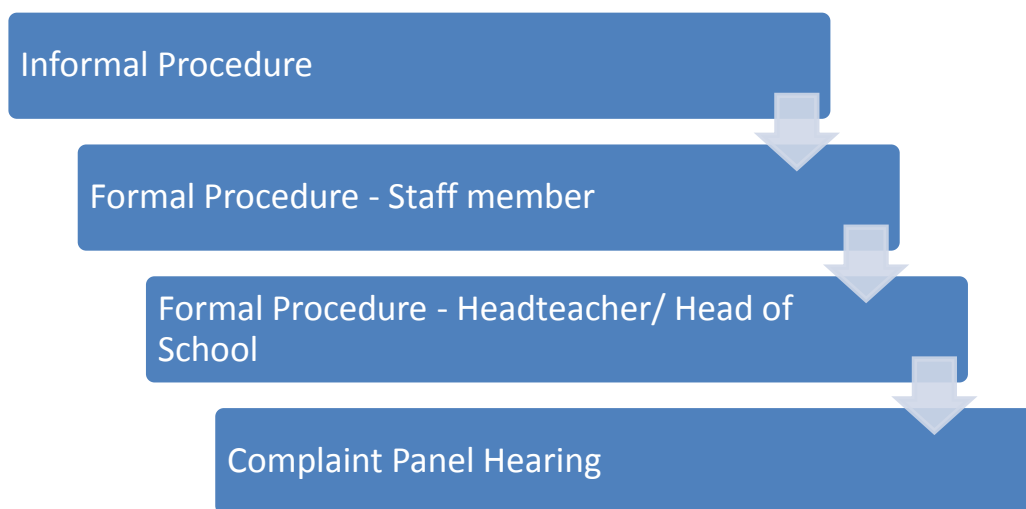 Informal Procedure
Formal Procedure - Staff member
Formal Procedure - Headteacher/ Head of
School
Complaint Panel Hearing